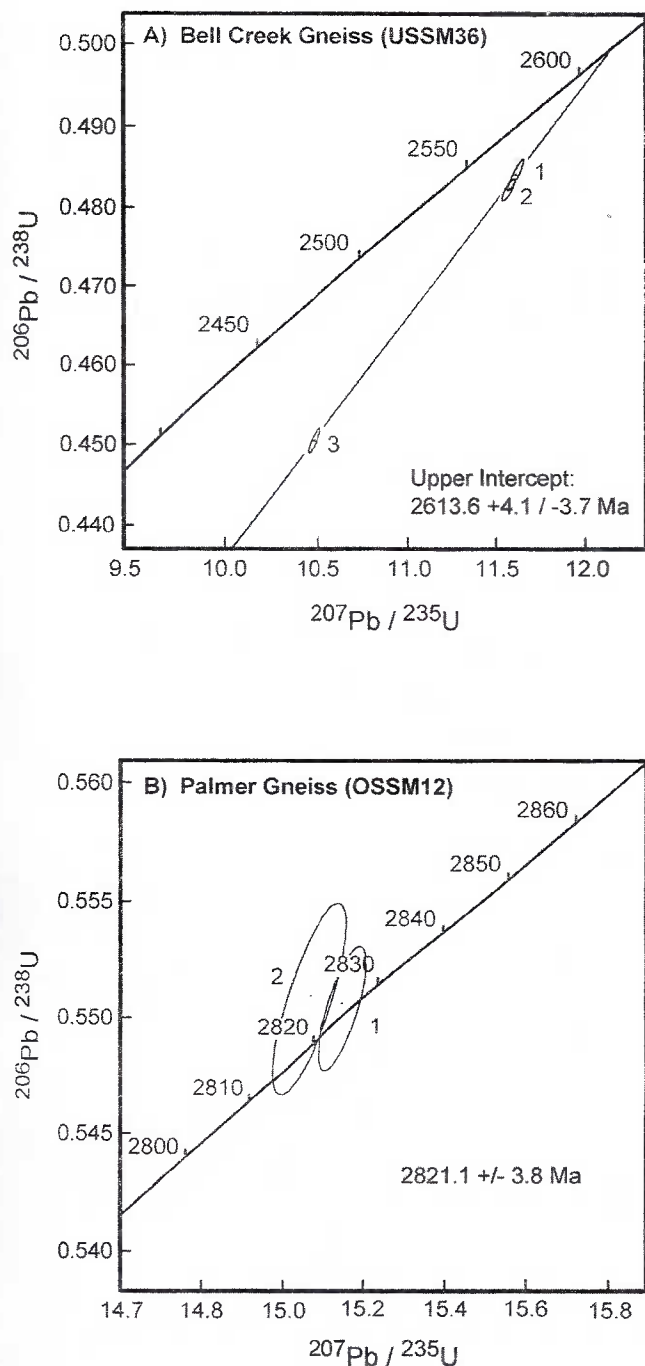 A) Bell Creek Gneiss (USSM36)
0.500
0.490
0.480
0.470
0.460
0.450
0.440
206Pb / 238U
2600
2550
2500
2450
1
2
3
Upper Intercept:
2613.6 +4.1 / -3.7 Ma
9.5 10.0 10.5 11.0 11.5 12.0
207Pb / 235U
B) Palmer Gneiss (OSSM12)
0.560
0.555
0.550
0.545
0.540
206Pb / 238U
2860
2850
2840
2830
2820
2810
2800
2
1
2821.1 +/- 3.8 Ma
14.7 14.8 15.0 15.2 15.4 15.6 15.8
207Pb / 235U